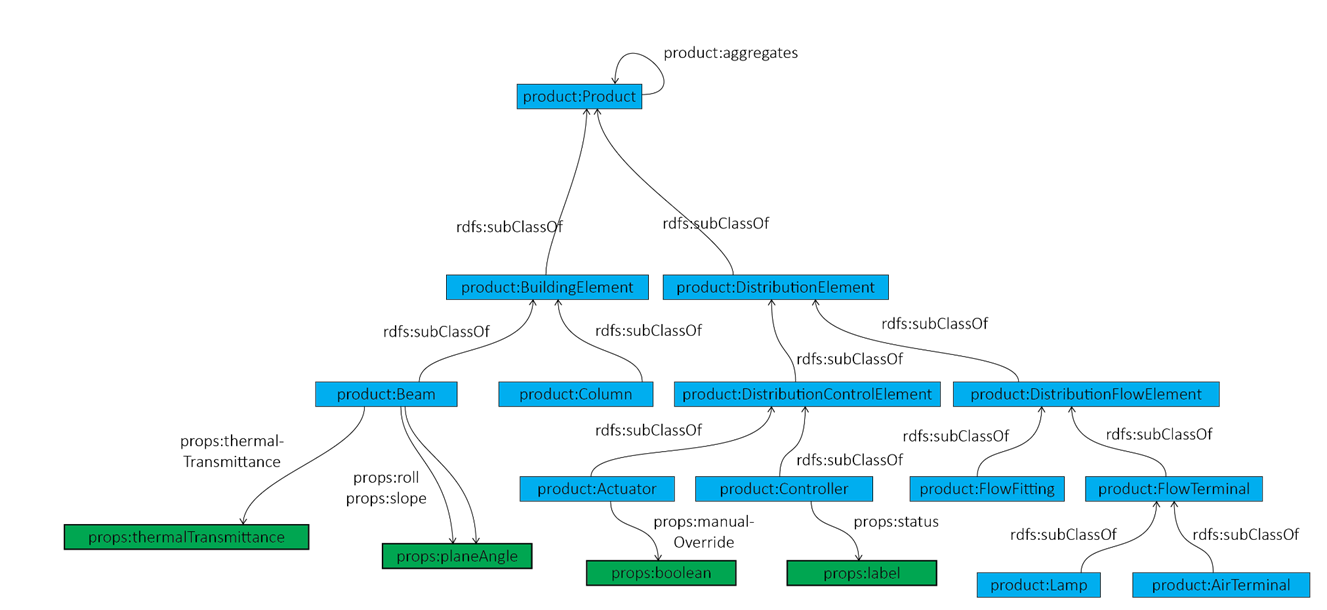 product:aggregates
product:Product
rdfs:subClassOf
rdfs:subClassOf
product:BuildingElement
product:DistributionElement
rdfs:subClassOf
rdfs:subClassOf
rdfs:subClassOf
rdfs:subClassOf
product:Beam
product:Column
product:DistributionControlElement
product:DistributionFlowElement
props:thermal-
Transmittance
props:roll
props:slope
rdfs:subClassOf
rdfs:subClassOf
rdfs:subClassOf
rdfs:subClassOf
product:Actuator
product:Controller
product:FlowFitting
product:FlowTerminal
props:manual-
Override
props:status
rdfs:subClassOf
rdfs:subClassOf
props:thermalTransmittance
props:planeAngle
props:boolean
props:label
product:Lamp
product:AirTerminal